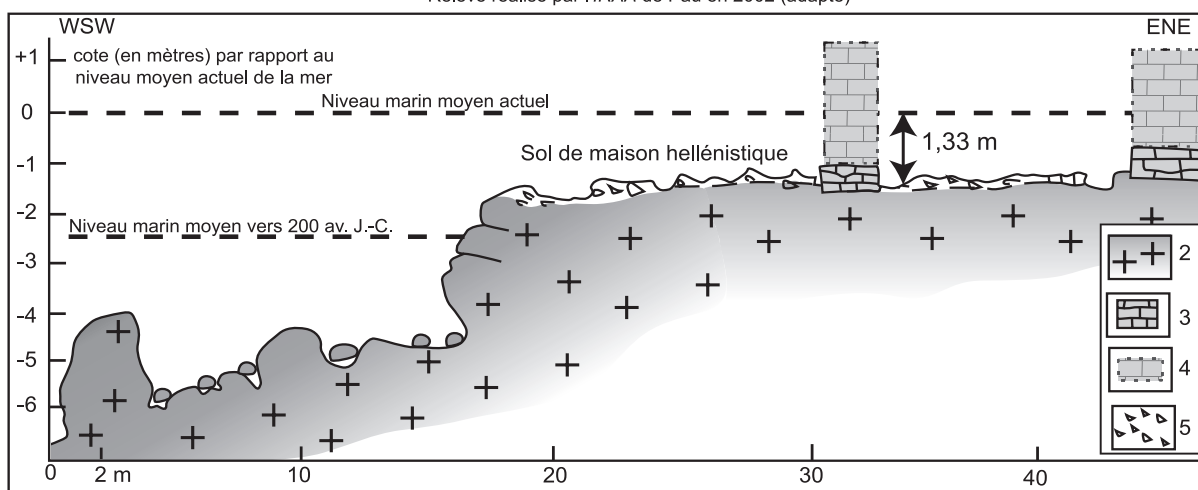 WSW
ENE
cote (en mètres) par rapport au
niveau moyen actuel de la mer
+1
Niveau marin moyen actuel
0
1,33 m
Sol de maison hellénistique
-1
-2
Niveau marin moyen vers 200 av. J.-C.
-3
-4
-5
-6
2
3
4
5
0
2 m
10
20
30
40